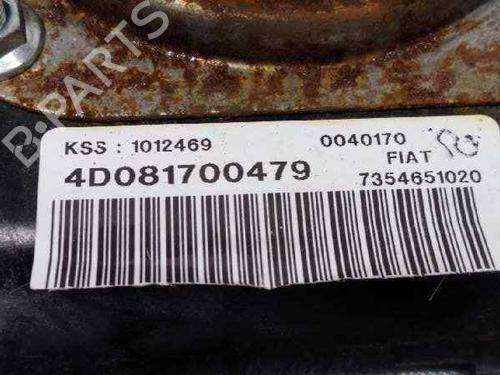 B-PARTS
KSS : 1012469 0040170
FIAT
4D081700479 7354651020